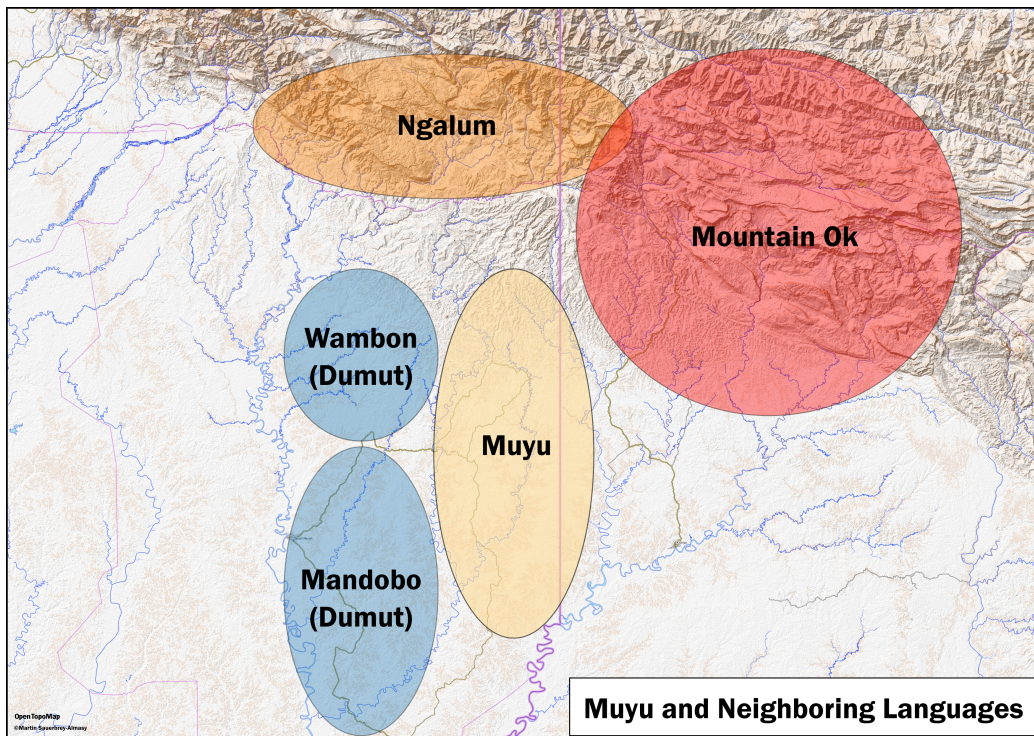 Ngalum
Mountain Ok
Wambon
(Dumut)
Muyu
Mandobo
(Dumut)
Muyu and Neighboring Languages
OpenTopoMap
©Martin Sauerbrey-Almasy